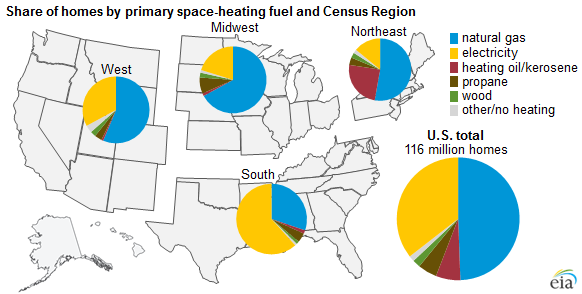 Share of homes by primary space-heating fuel and Census Region
Midwest
Northeast
West
South
natural gas
electricity
heating oil/kerosene
propane
wood
other/no heating
U.S. total
116 million homes
eia